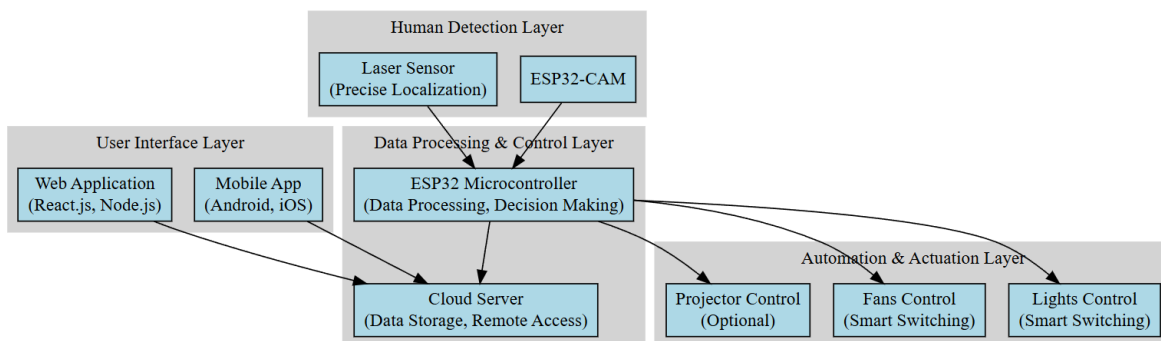 Human Detection Layer
Laser Sensor
(Precise Localization)
ESP32-CAM
User Interface Layer
Web Application
(React.js, Node.js)
Mobile App
(Android, iOS)
Data Processing & Control Layer
ESP32 Microcontroller
(Data Processing, Decision Making)
Cloud Server
(Data Storage, Remote Access)
Automation & Actuation Layer
Projector Control
(Optional)
Fans Control
(Smart Switching)
Lights Control
(Smart Switching)